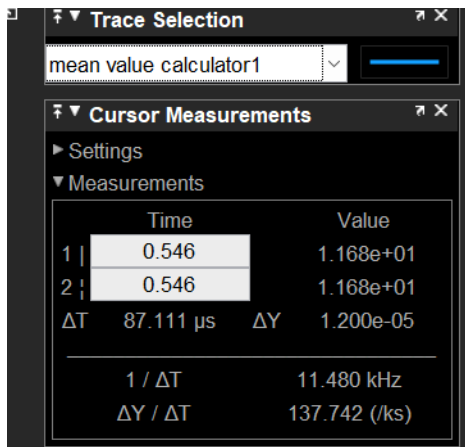 Trace Selection
mean value calculator1
Cursor Measurements
Settings
Measurements
Time Value
1 | 0.546 1.168e+01
2 ¦ 0.546 1.168e+01
ΔT 87.111 µs ΔY 1.200e-05
1 / ΔT 11.480 kHz
ΔY / ΔT 137.742 (/ks)